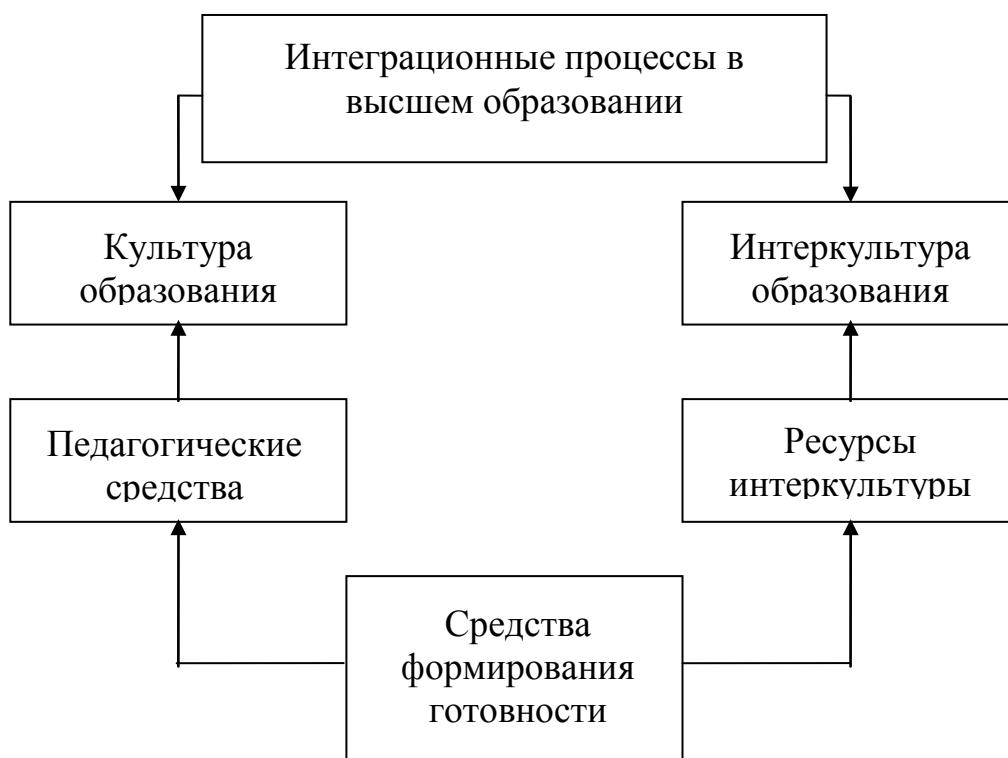 Интеграционные процессы в
высшем образовании
Культура
образования
Интеркультура
образования
Педагогические
средства
Ресурсы
интеркультуры
Средства
формирования
готовности